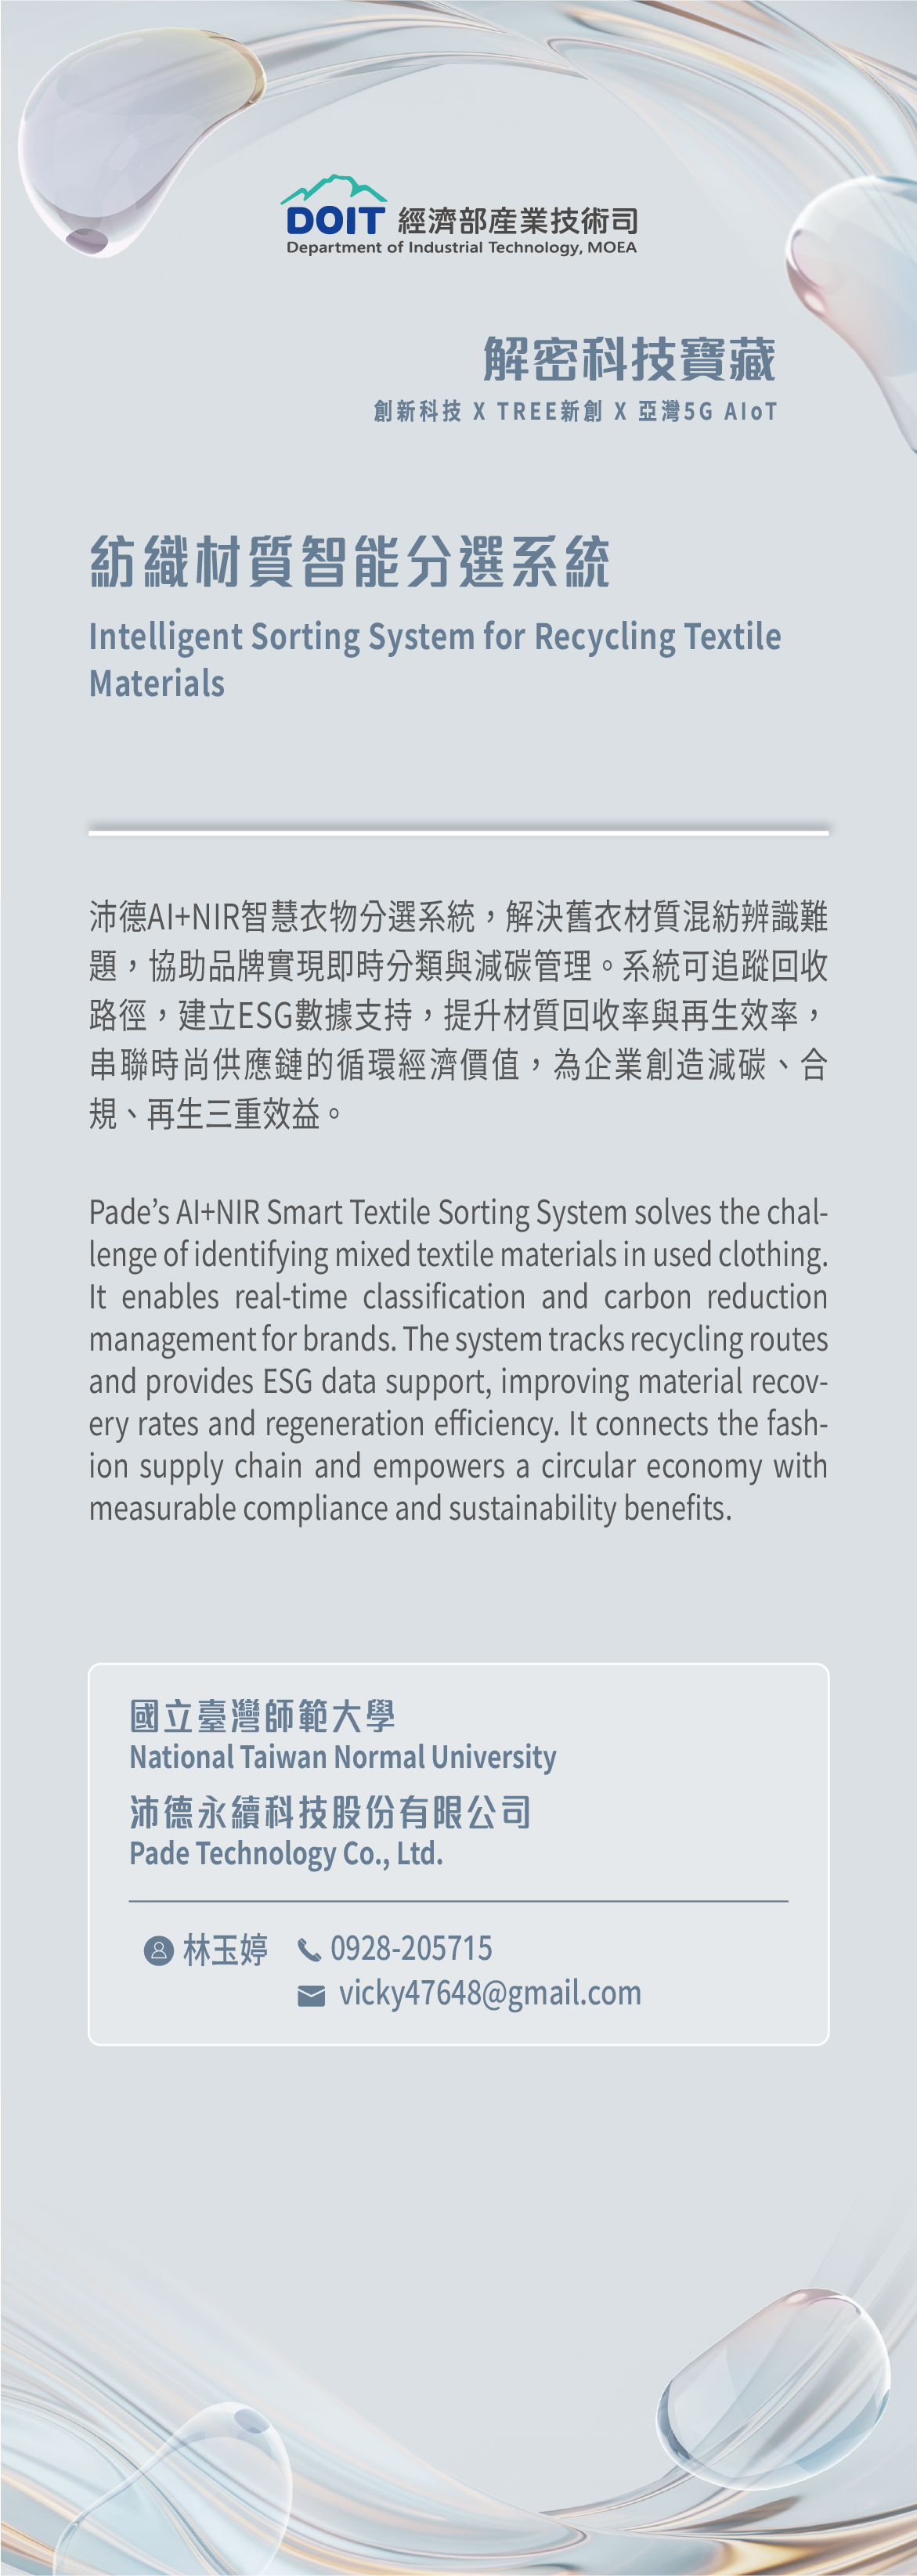 DOIT 經濟部產業技術司
Department of Industrial Technology, MOEA
解密科技寶藏
創新科技 X TREE新創 X 亞灣5G AIoT
紡織材質智能分選系統
Intelligent Sorting System for Recycling Textile
Materials
沛德AI+NIR智慧衣物分選系統，解決舊衣材質混紡辨識難
題，協助品牌實現即時分類與減碳管理。系統可追蹤回收
路徑，建立ESG數據支持，提升材質回收率與再生效率，
串聯時尚供應鏈的循環經濟價值，為企業創造減碳、合
規、再生三重效益。
Pade’s AI+NIR Smart Textile Sorting System solves the chal-
lenge of identifying mixed textile materials in used clothing.
It enables real-time classification and carbon reduction
management for brands. The system tracks recycling routes
and provides ESG data support, improving material recov-
ery rates and regeneration efficiency. It connects the fash-
ion supply chain and empowers a circular economy with
measurable compliance and sustainability benefits.
國立臺灣師範大學
National Taiwan Normal University
沛德永續科技股份有限公司
Pade Technology Co., Ltd.
林玉婷 0928-205715
vicky47648@gmail.com